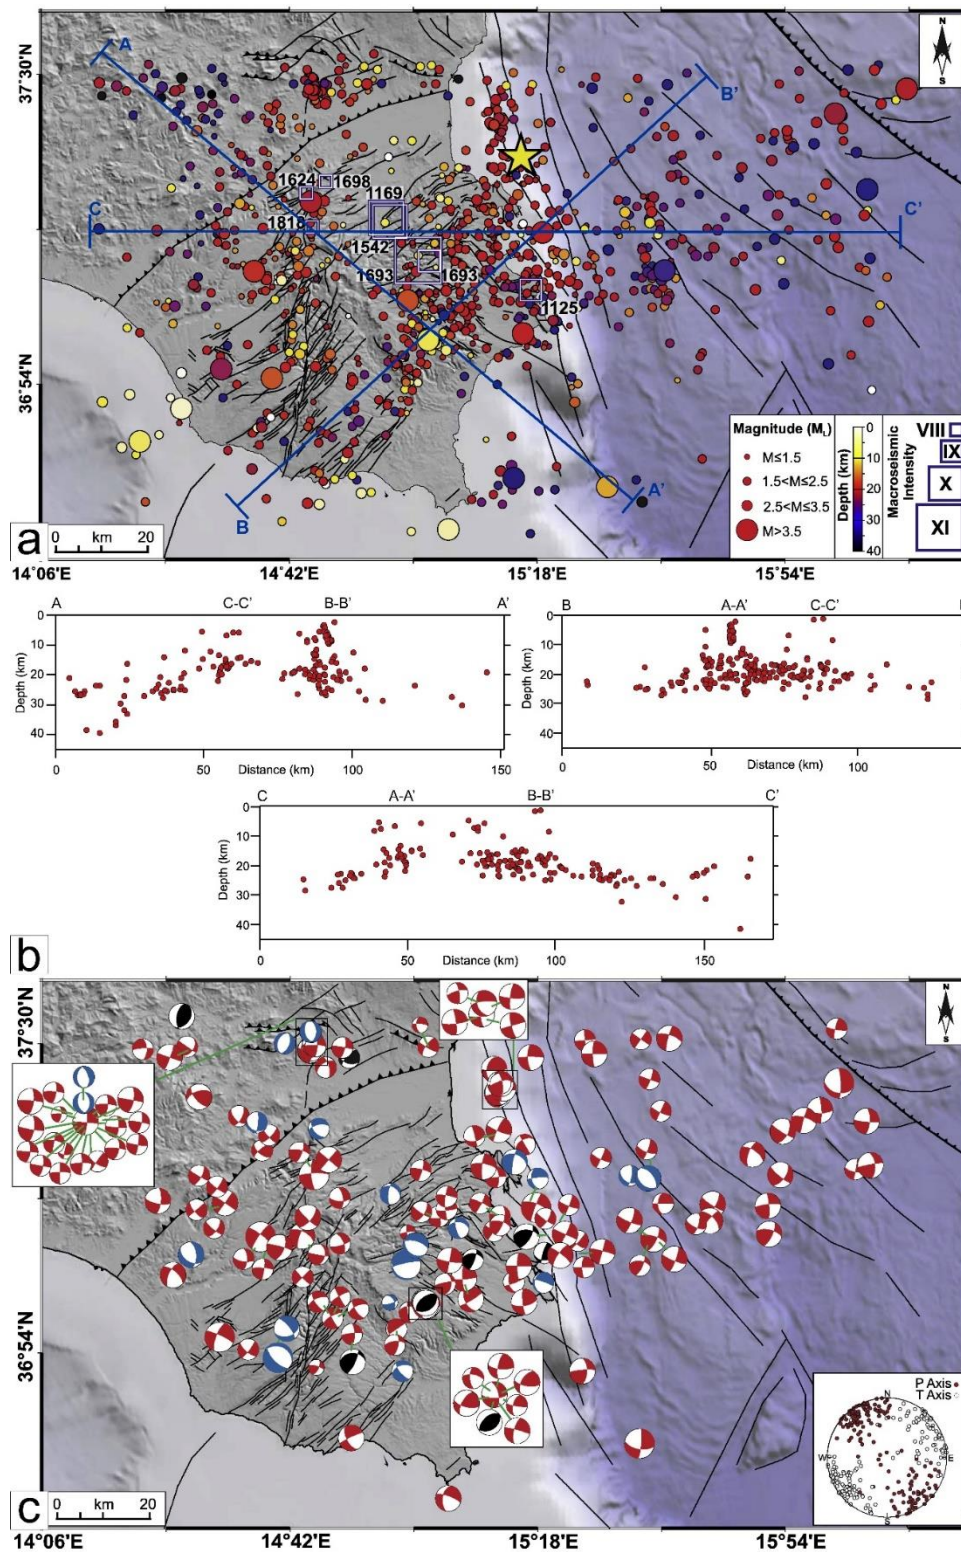 N
S
37°30'N
36°54'N
A
B'
C
C'
1624
1698
1169
1818
1542
1693
1693
1125
B
A'
Magnitude (ML)
M≤1.5
1.5<M≤2.5
2.5<M≤3.5
M>3.5
Depth (km)
0
10
20
30
40
Macroseismic
Intensity
VIII
IX
X
XI
a
0 km 20
14°06'E 14°42'E 15°18'E 15°54'E
A C-C' B-B' A'
0
10
20
30
40
Depth (km)
0 50 100 150
Distance (km)
B A-A' C-C'
0
10
20
30
40
Depth (km)
50 100
Distance (km)
C A-A' B-B' C'
0
10
20
30
40
Depth (km)
0 50 100 150
Distance (km)
b
N
S
37°30'N
36°54'N
P Axis
T Axis
N
W E
S
c
0 km 20
14°06'E 14°42'E 15°18'E 15°54'E